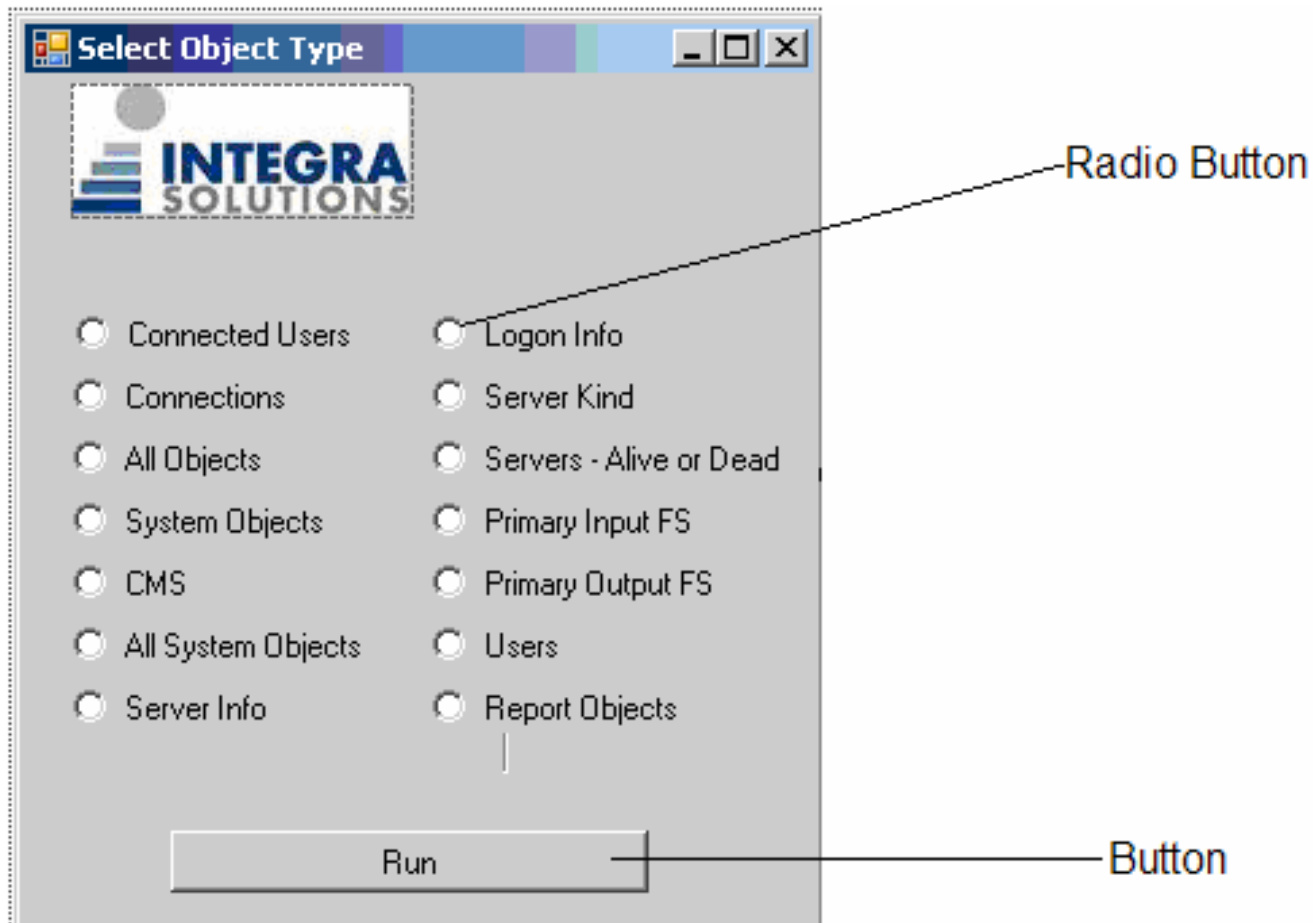 Select Object Type
INTEGRA
SOLUTIONS
Radio Button
Connected Users
Logon Info
Connections
Server Kind
All Objects
Servers - Alive or Dead
System Objects
Primary Input FS
CMS
Primary Output FS
All System Objects
Users
Server Info
Report Objects
Run
Button